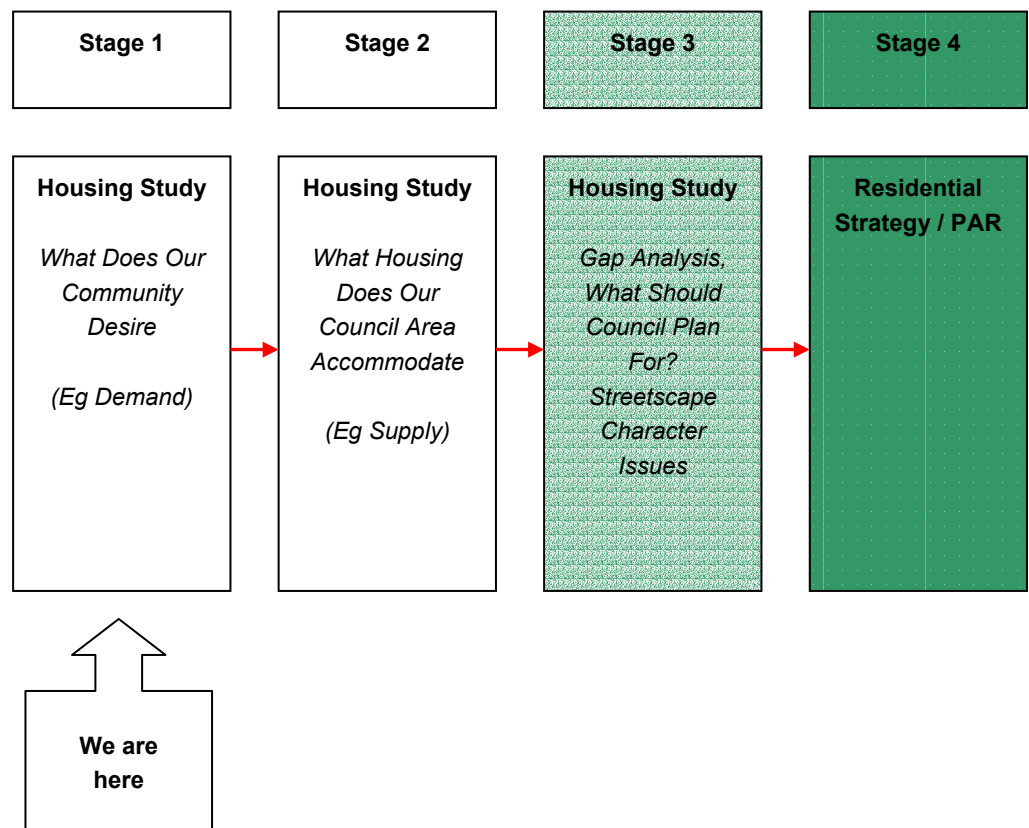 Stage 1
Stage 2
Stage 3
Stage 4
Housing Study
What Does Our
Community
Desire
(Eg Demand)
Housing Study
What Housing
Does Our
Council Area
Accommodate
(Eg Supply)
Housing Study
Gap Analysis,
What Should
Council Plan
For?
Streetscape
Character
Issues
Residential
Strategy / PAR
We are
here